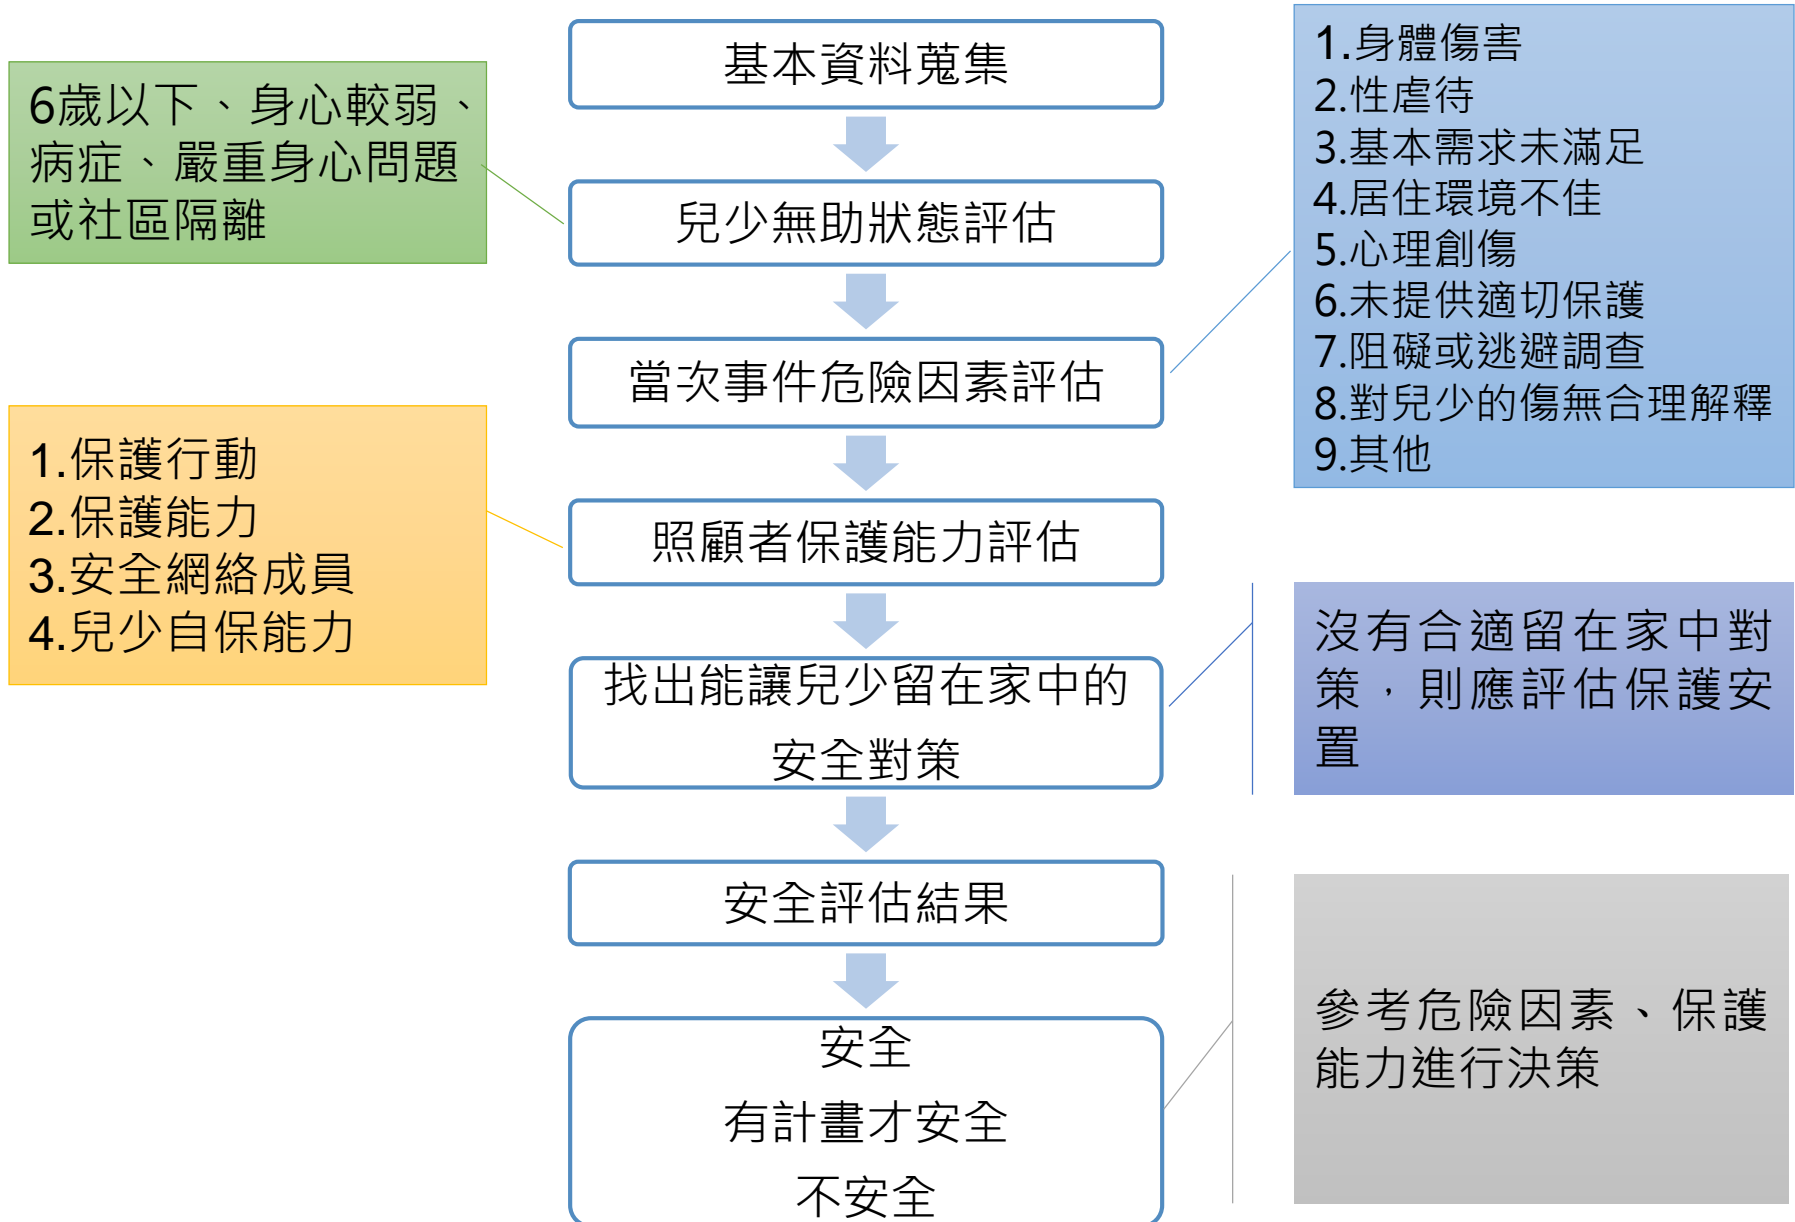 基本資料蒐集
6歲以下、身心較弱、
病症、嚴重身心問題
或社區隔離
兒少無助狀態評估
1.身體傷害
2.性虐待
3.基本需求未滿足
4.居住環境不佳
5.心理創傷
6.未提供適切保護
7.阻礙或逃避調查
8.對兒少的傷無合理解釋
9.其他
當次事件危險因素評估
1.保護行動
2.保護能力
3.安全網絡成員
4.兒少自保能力
照顧者保護能力評估
找出能讓兒少留在家中的
安全對策
沒有合適留在家中對
策，則應評估保護安
置
安全評估結果
安全
有計畫才安全
不安全
參考危險因素、保護
能力進行決策